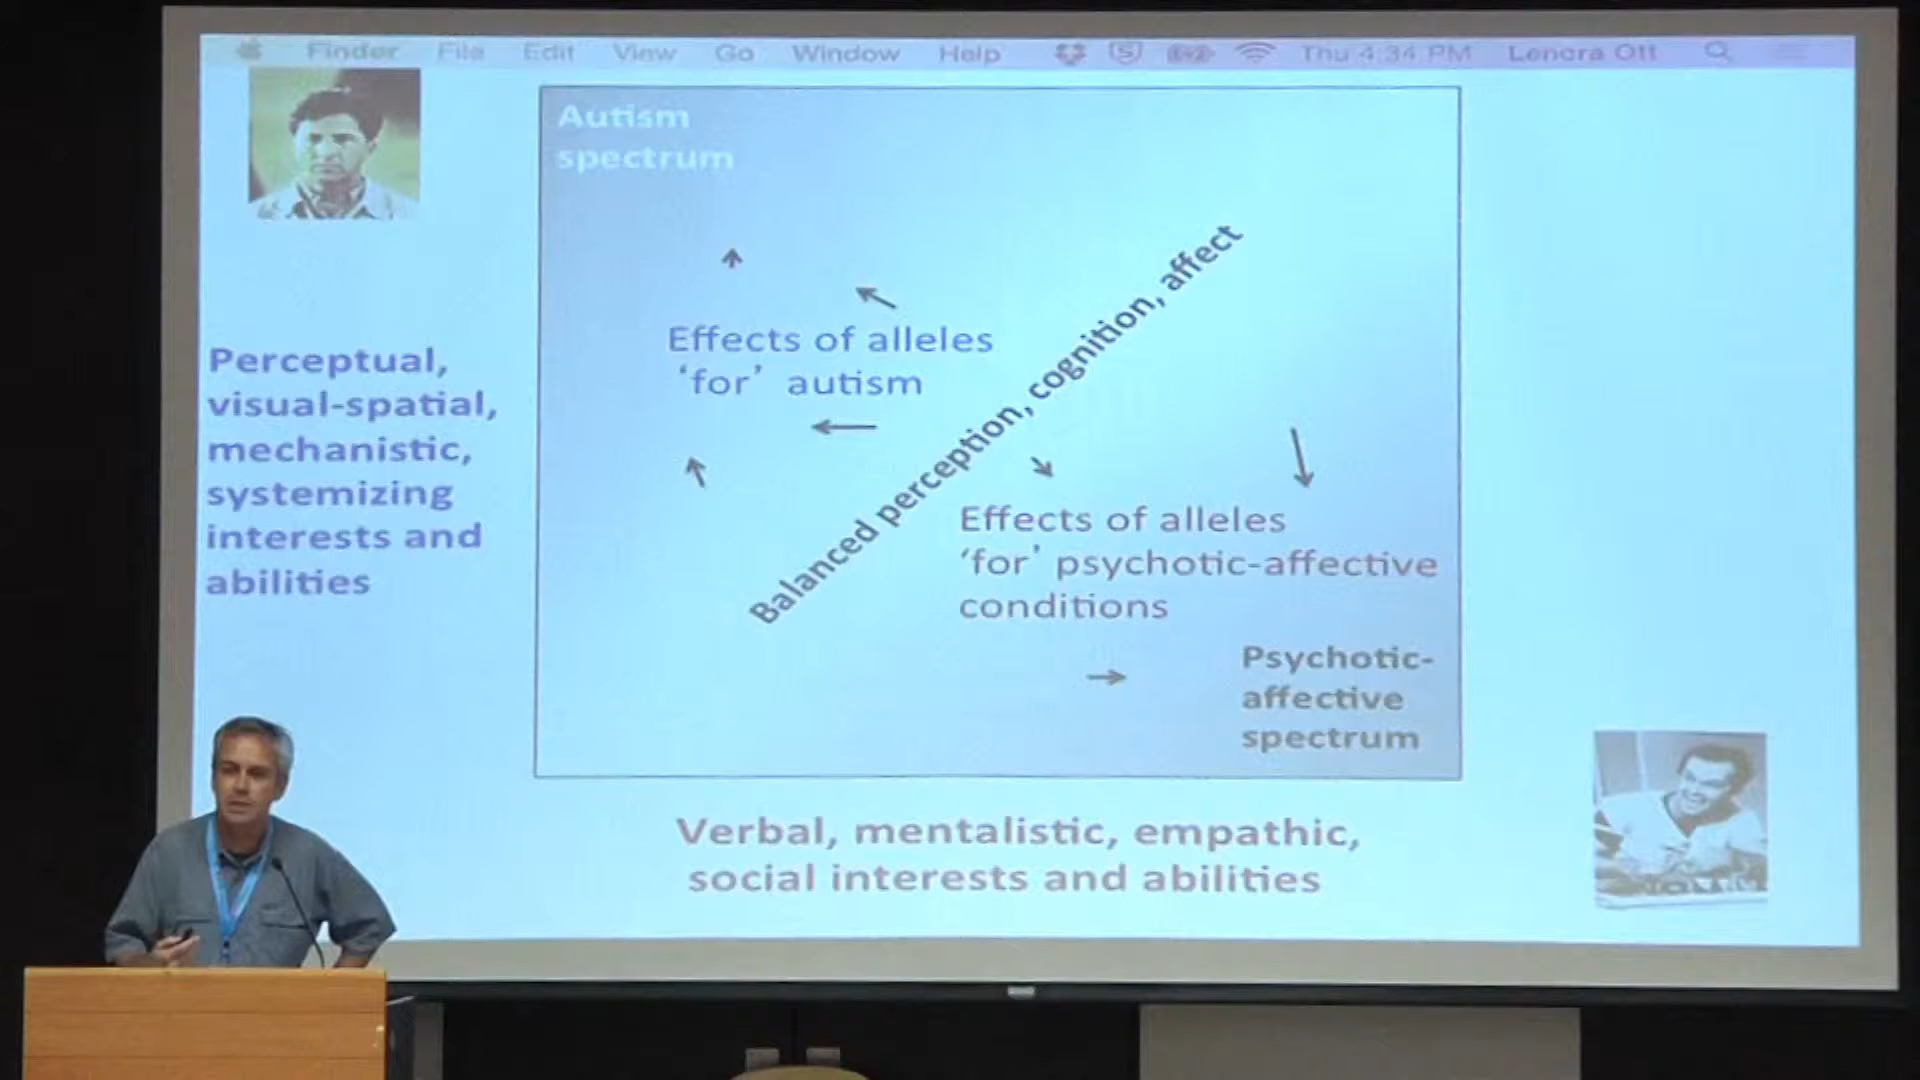 Finder File Edit View Go Window Help Thu 4:34 PM Lenora Ott
Autism
spectrum
Balanced perception, cognition, affect
Effects of alleles
‘for’ autism
Perceptual,
visual-spatial,
mechanistic,
systemizing
interests and
abilities
Effects of alleles
‘for’ psychotic-affective
conditions
Psychotic-
affective
spectrum
Verbal, mentalistic, empathic,
social interests and abilities